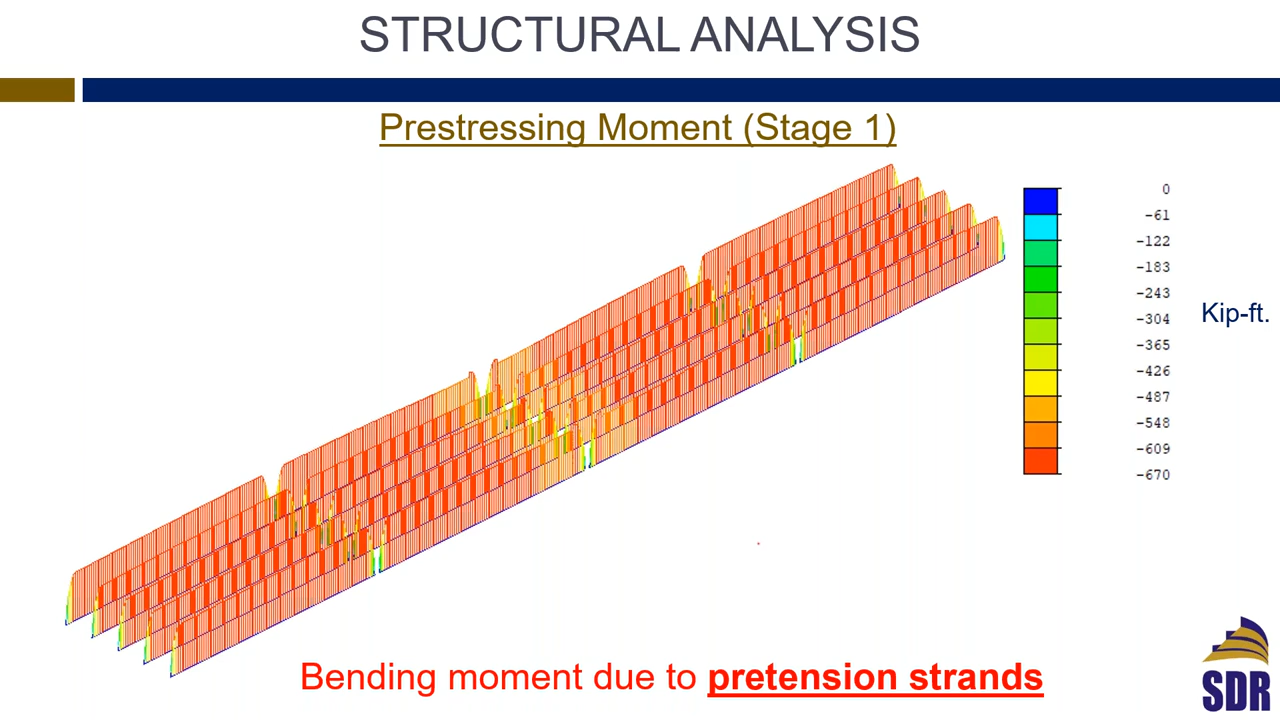 STRUCTURAL ANALYSIS
Prestressing Moment (Stage 1)
0
-61
-122
-183
-243
-304
-365
-426
-487
-548
-609
-670
Kip-ft.
Bending moment due to pretension strands
SDR